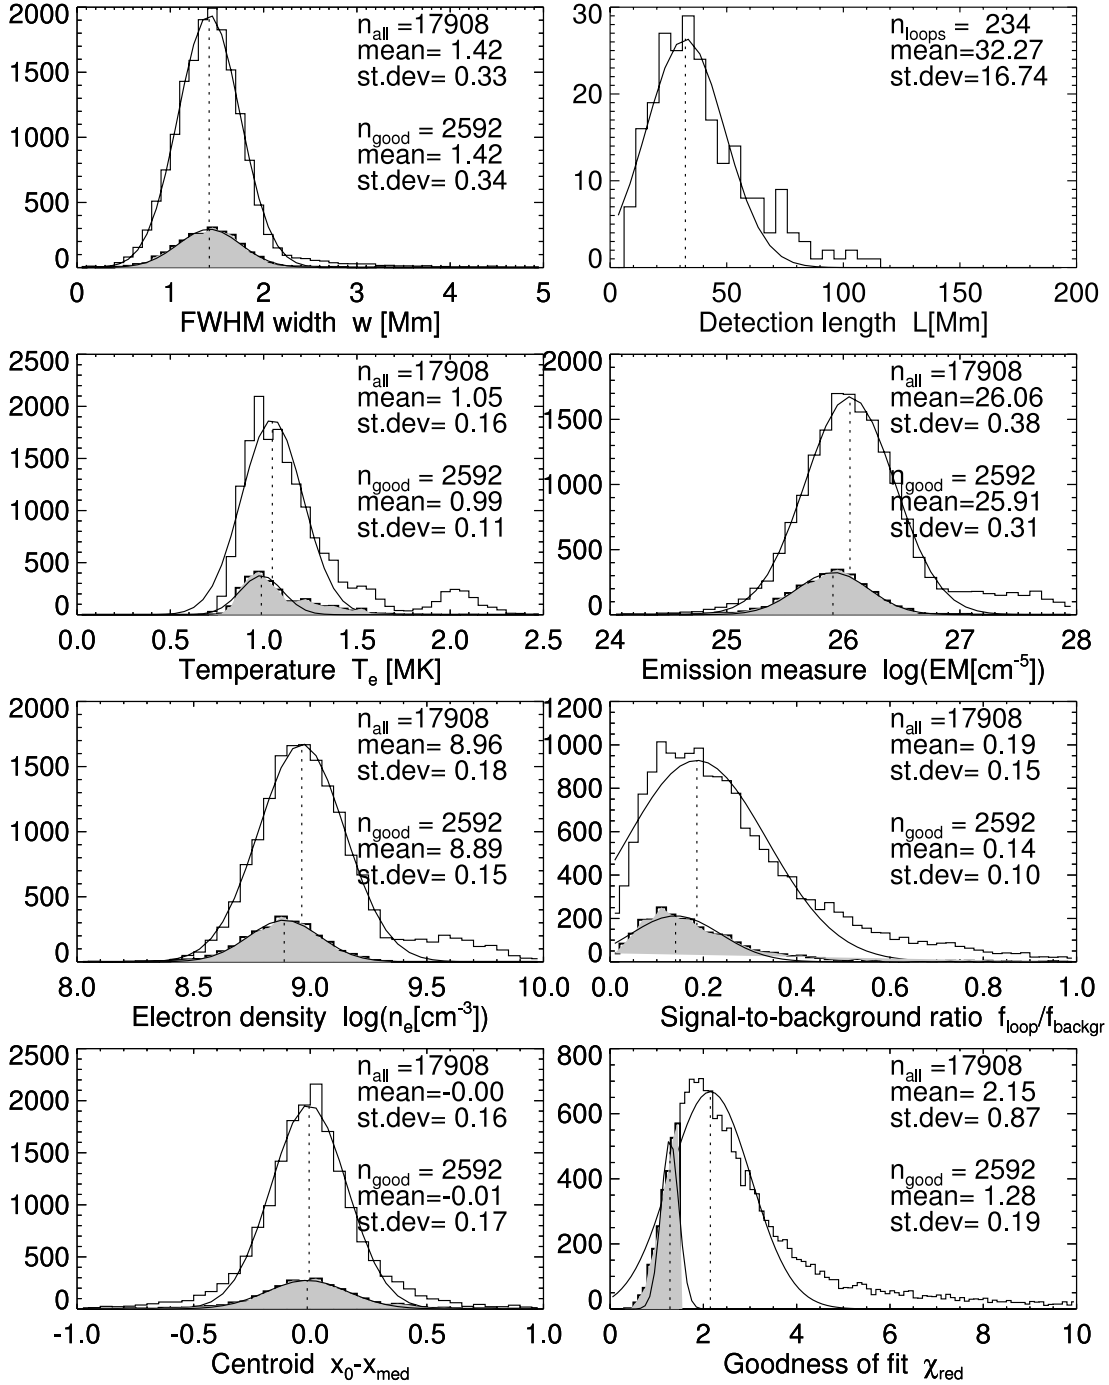 2000
1500
1000
500
0
n_all = 17908
mean= 1.42
st.dev= 0.33
n_good = 2592
mean= 1.42
st.dev= 0.34
0 1 2 3 4 5
FWHM width w [Mm]
30
20
10
0
n_loops = 234
mean=32.27
st.dev=16.74
0 50 100 150 200
Detection length L[Mm]
2500
2000
1500
1000
500
0
n_all =17908
mean= 1.05
st.dev= 0.16
n_good = 2592
mean= 0.99
st.dev= 0.11
0.0 0.5 1.0 1.5 2.0 2.5
Temperature T_e [MK]
2000
1500
1000
500
0
n_all =17908
mean=26.06
st.dev= 0.38
n_good = 2592
mean=25.91
st.dev= 0.31
24 25 26 27 28
Emission measure log(EM[cm^-5])
2000
1500
1000
500
0
n_all =17908
mean= 8.96
st.dev= 0.18
n_good = 2592
mean= 8.89
st.dev= 0.15
8.0 8.5 9.0 9.5 10.0
Electron density log(n_e[cm^-3])
1200
1000
800
600
400
200
0
n_all =17908
mean= 0.19
st.dev= 0.15
n_good = 2592
mean= 0.14
st.dev= 0.10
0.0 0.2 0.4 0.6 0.8 1.0
Signal-to-background ratio f_loop/f_backgr
2500
2000
1500
1000
500
0
n_all =17908
mean=-0.00
st.dev= 0.16
n_good = 2592
mean=-0.01
st.dev= 0.17
-1.0 -0.5 0.0 0.5 1.0
Centroid x_0-x_med
800
600
400
200
0
n_all =17908
mean= 2.15
st.dev= 0.87
n_good = 2592
mean= 1.28
st.dev= 0.19
0 2 4 6 8 10
Goodness of fit χ_red